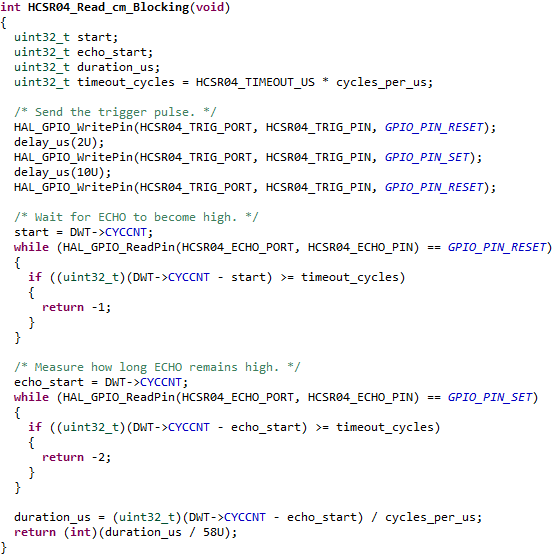 int HCSR04_Read_cm_Blocking(void)
{
  uint32_t start;
  uint32_t echo_start;
  uint32_t duration_us;
  uint32_t timeout_cycles = HCSR04_TIMEOUT_US * cycles_per_us;

  /* Send the trigger pulse. */
  HAL_GPIO_WritePin(HCSR04_TRIG_PORT, HCSR04_TRIG_PIN, GPIO_PIN_RESET);
  delay_us(2U);
  HAL_GPIO_WritePin(HCSR04_TRIG_PORT, HCSR04_TRIG_PIN, GPIO_PIN_SET);
  delay_us(10U);
  HAL_GPIO_WritePin(HCSR04_TRIG_PORT, HCSR04_TRIG_PIN, GPIO_PIN_RESET);

  /* Wait for ECHO to become high. */
  start = DWT->CYCCNT;
  while (HAL_GPIO_ReadPin(HCSR04_ECHO_PORT, HCSR04_ECHO_PIN) == GPIO_PIN_RESET)
  {
    if ((uint32_t)(DWT->CYCCNT - start) >= timeout_cycles)
    {
      return -1;
    }
  }

  /* Measure how long ECHO remains high. */
  echo_start = DWT->CYCCNT;
  while (HAL_GPIO_ReadPin(HCSR04_ECHO_PORT, HCSR04_ECHO_PIN) == GPIO_PIN_SET)
  {
    if ((uint32_t)(DWT->CYCCNT - echo_start) >= timeout_cycles)
    {
      return -2;
    }
  }

  duration_us = (uint32_t)(DWT->CYCCNT - echo_start) / cycles_per_us;
  return (int)(duration_us / 58U);
}